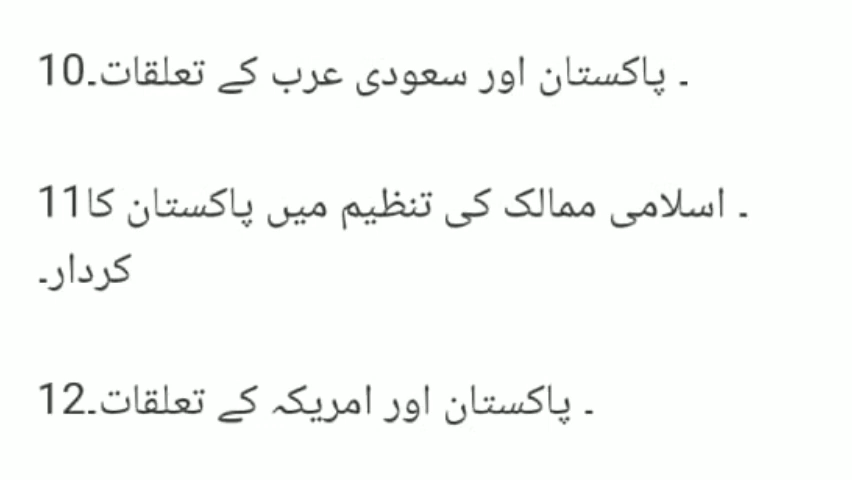 10۔ پاکستان اور سعودی عرب کے تعلقات۔
11۔ اسلامی ممالک کی تنظیم میں پاکستان کا
کردار۔
12۔ پاکستان اور امریکہ کے تعلقات۔